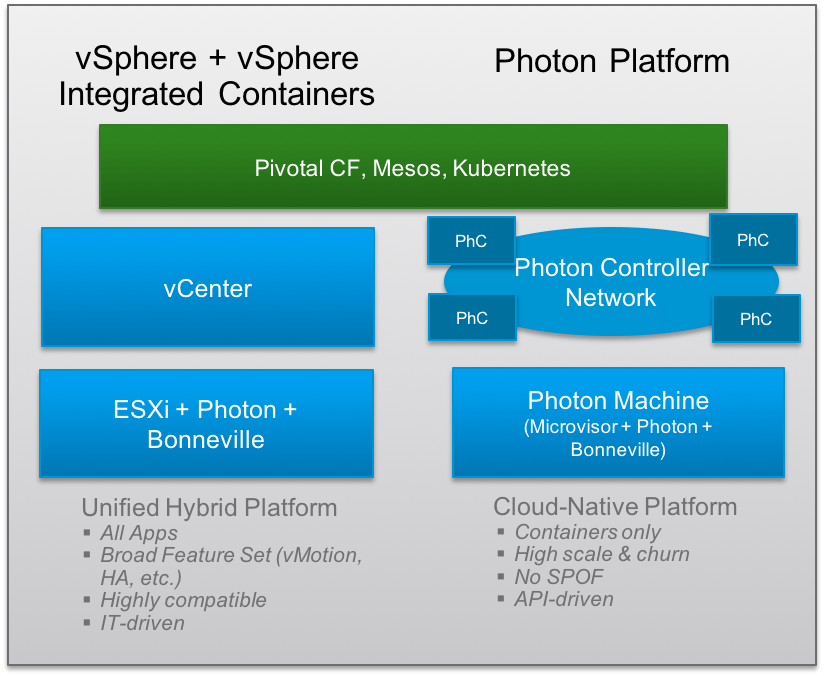 vSphere + vSphere
Integrated Containers
Photon Platform
Pivotal CF, Mesos, Kubernetes
vCenter
PhC
PhC
Photon Controller
Network
PhC
PhC
ESXi + Photon +
Bonneville
Photon Machine
(Microvisor + Photon +
Bonneville)
Unified Hybrid Platform
▪ All Apps
▪ Broad Feature Set (vMotion,
HA, etc.)
▪ Highly compatible
▪ IT-driven
Cloud-Native Platform
▪ Containers only
▪ High scale & churn
▪ No SPOF
▪ API-driven